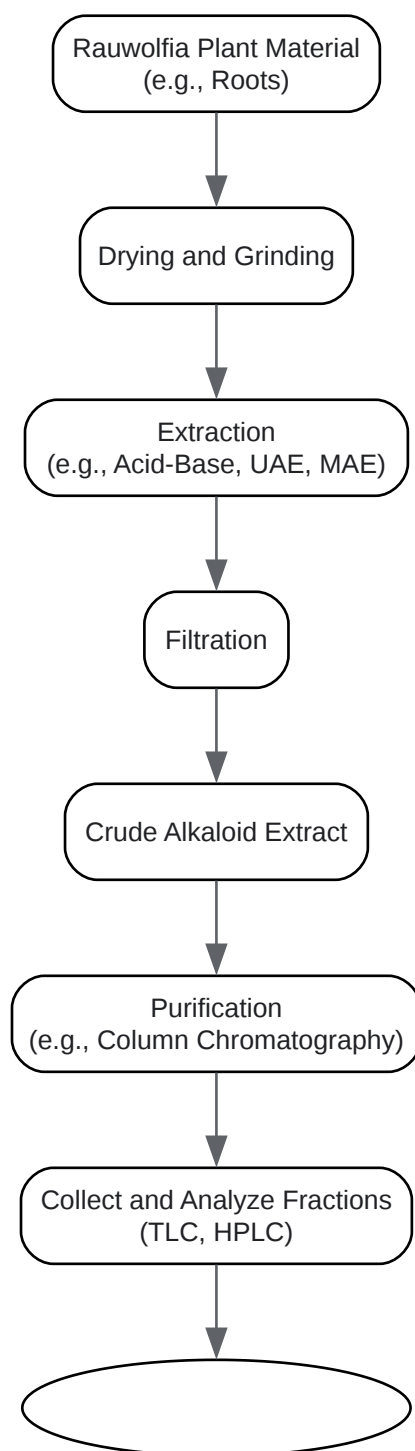 Rauwolfia Plant Material
(e.g., Roots)
Drying and Grinding
Extraction
(e.g., Acid-Base, UAE, MAE)
Filtration
Crude Alkaloid Extract
Purification
(e.g., Column Chromatography)
Collect and Analyze Fractions
(TLC, HPLC)